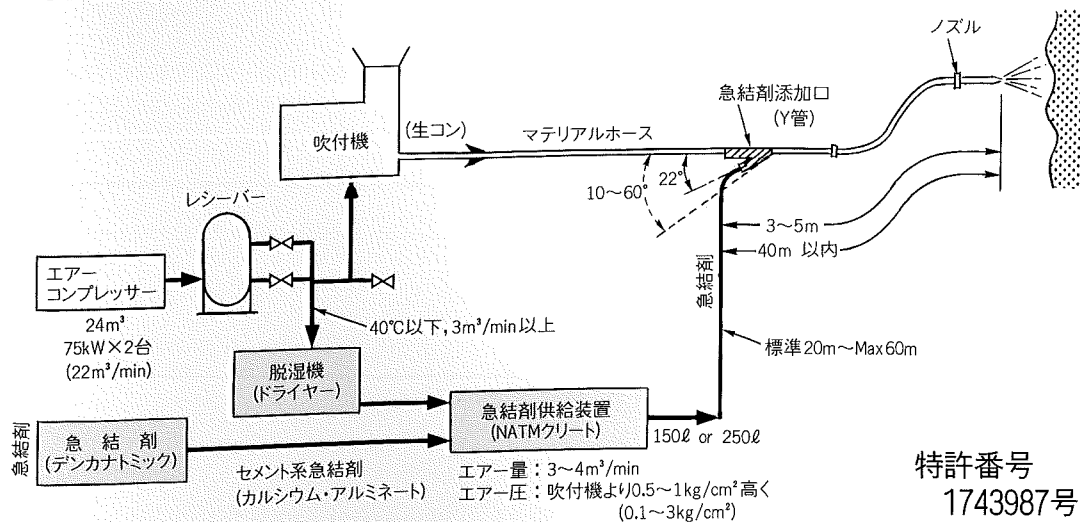 ノズル
急結剤添加口
(Y管)
(生コン)
マテリアルホース
吹付機
22°
10〜60°
レシーバー
3〜5m
40m 以内
エアー
コンプレッサー
急結剤
24m³
75kW×2台
(22m³/min)
40℃以下,3m³/min以上
標準20m〜Max60m
脱湿機
(ドライヤー)
急結剤供給装置
(NATMクリート)
150ℓ or 250ℓ
急結剤
急結剤
(デンカナトミック)
セメント系急結剤
(カルシウム・アルミネート)
エアー量:3〜4m³/min
エアー圧:吹付機より0.5〜1kg/cm²高く
(0.1〜3kg/cm²)
特許番号
1743987号